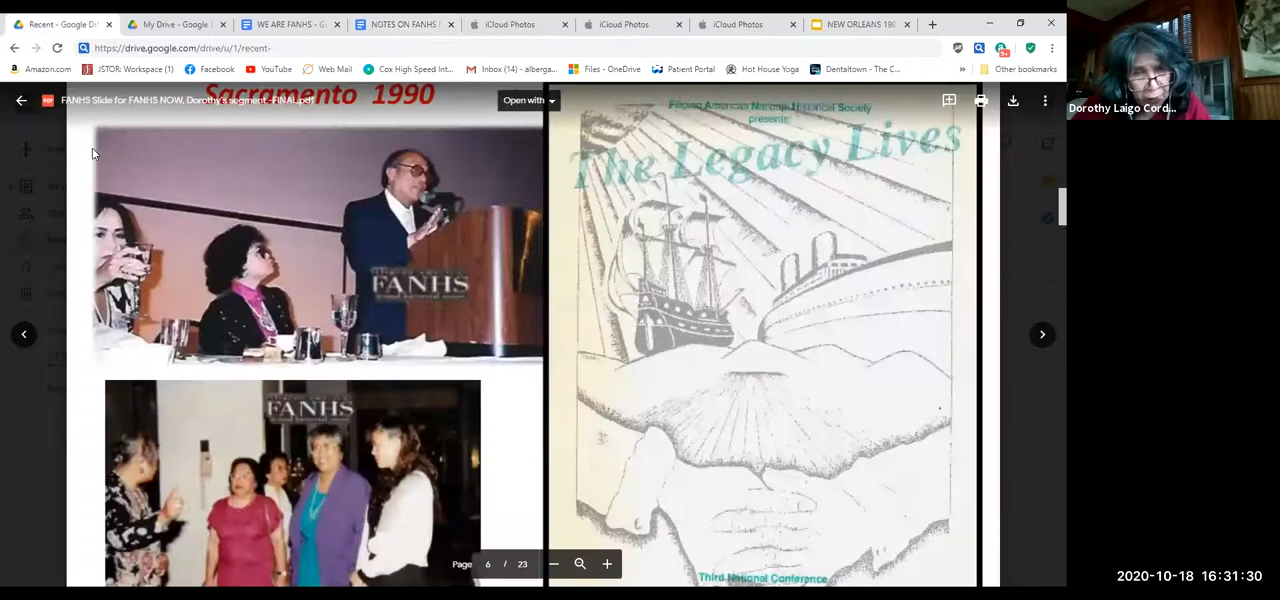 Recent - Google Dr
My Drive - Google D
WE ARE FANHS - G
NOTES ON FANHS
iCloud Photos
iCloud Photos
iCloud Photos
NEW ORLEANS 198
https://drive.google.com/drive/u/1/recent-
Amazon.com
JSTOR: Workspace (1)
Facebook
YouTube
Web Mail
Cox High Speed Int...
Inbox (14) - alberga...
Files - OneDrive
Patient Portal
Hot House Yoga
Dentaltown - The C...
»
Other bookmarks
Sacramento 1990
FANHS Slide for FANHS NOW, Dorothy's segment -FINAL.pdf
Open with
Filipino American National Historical Society
presents:
The Legacy Lives
FANHS
FANHS
Third National Conference
Page 6 / 23
Dorothy Laigo Cord...
2020-10-18 16:31:30